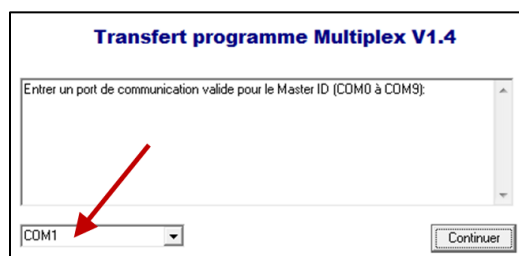 Transfert programme Multiplex V1.4
Entrer un port de communication valide pour le Master ID (COM0 à COM9):
COM1
Continuer